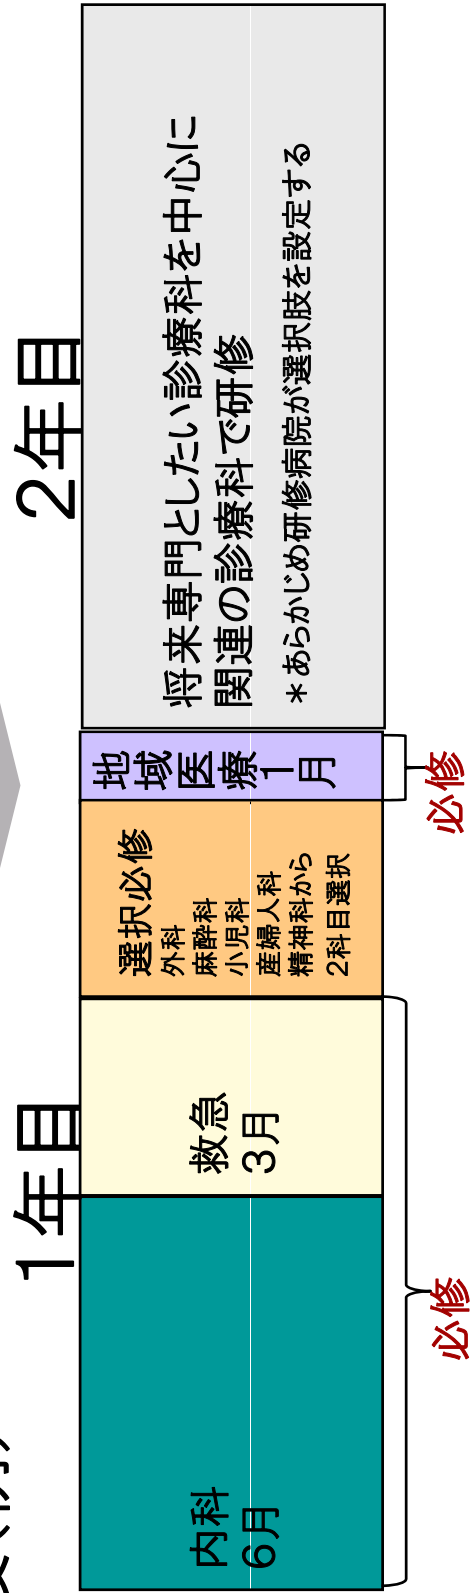 1年目
2年目
内科
6月
救急
3月
選択必修
外科
麻酔科
小児科
産婦人科
精神科から
2科目選択
地域医療
1月
将来専門としたい診療科を中心に
関連の診療科で研修
*あらかじめ研修病院が選択肢を設定する
必修
必修